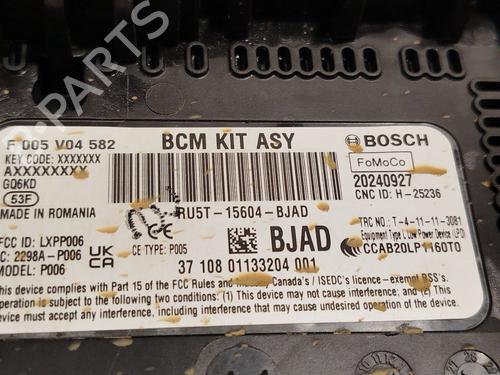 F 005 V04 582
BCM KIT ASY
BOSCH
KEY CODE: XXXXXXX
AXXXXXXXXX
GQ6KD
53F
MADE IN ROMANIA
FoMoCo
20240927
CNC ID: H-25236
RU5T-15604-BJAD
FCC ID: LXPP006
IC: 2298A-P006
MODEL: P006
UK CA
CE TYPE: P005
BJAD
TRC NO.: T-4-11-11-3081
Equipment Type: Low Power Device (LPD)
CCAB20LP1160T0
37 108 01133204 001
This device complies with Part 15 of the FCC Rules and Industry Canada's / ISEDC's licence - exempt RSS's.
Operation is subject to the following two conditions: (1) this device may not cause harmful interference, and
(2) this device must accept any interference received, including interference that may cause undesired operation of the device.
B-Parts